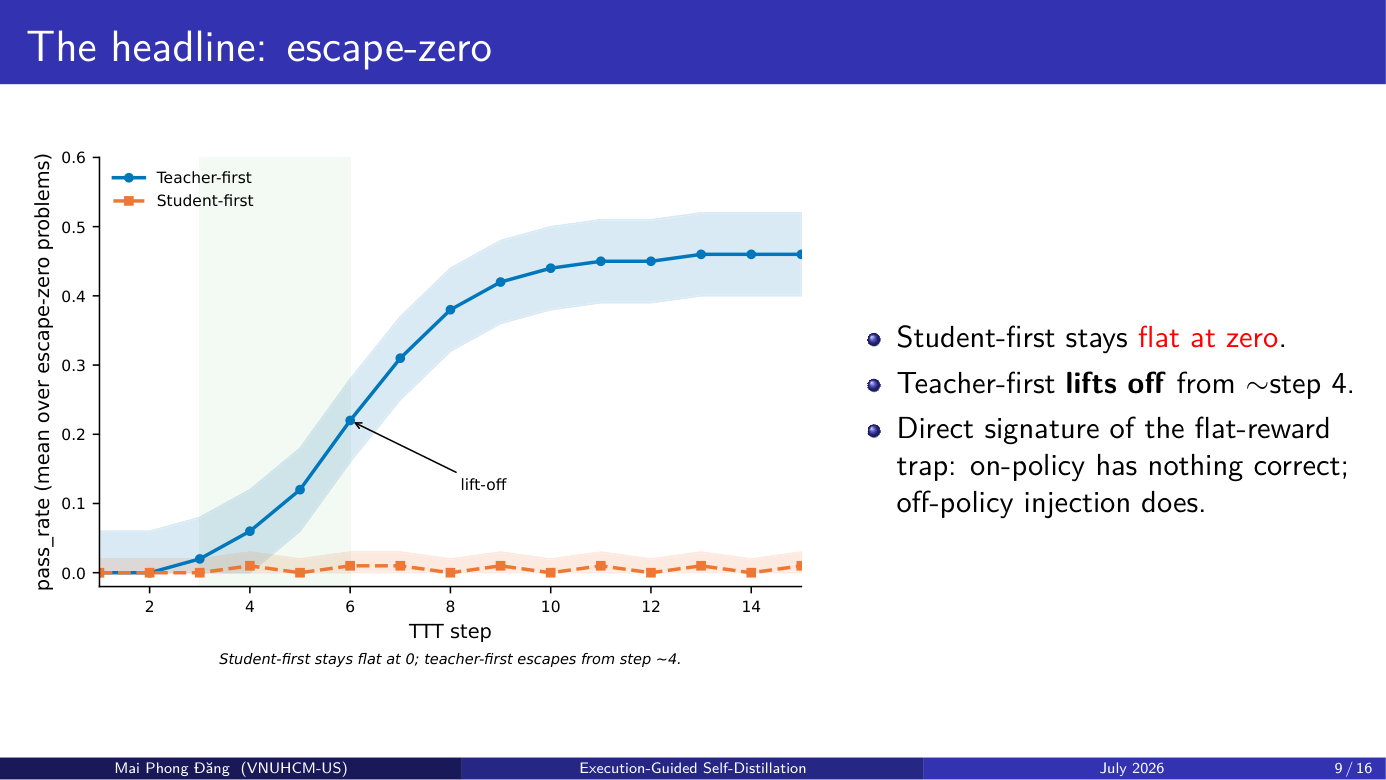 The headline: escape-zero
pass_rate (mean over escape-zero problems)
0.6
0.5
0.4
0.3
0.2
0.1
0.0
Teacher-first
Student-first
lift-off
2 4 6 8 10 12 14
TTT step
Student-first stays flat at 0; teacher-first escapes from step ~4.
Student-first stays flat at zero.
Teacher-first lifts off from ∼step 4.
Direct signature of the flat-reward
trap: on-policy has nothing correct;
off-policy injection does.
Mai Phong Đăng (VNUHCM-US) Execution-Guided Self-Distillation July 2026 9 / 16